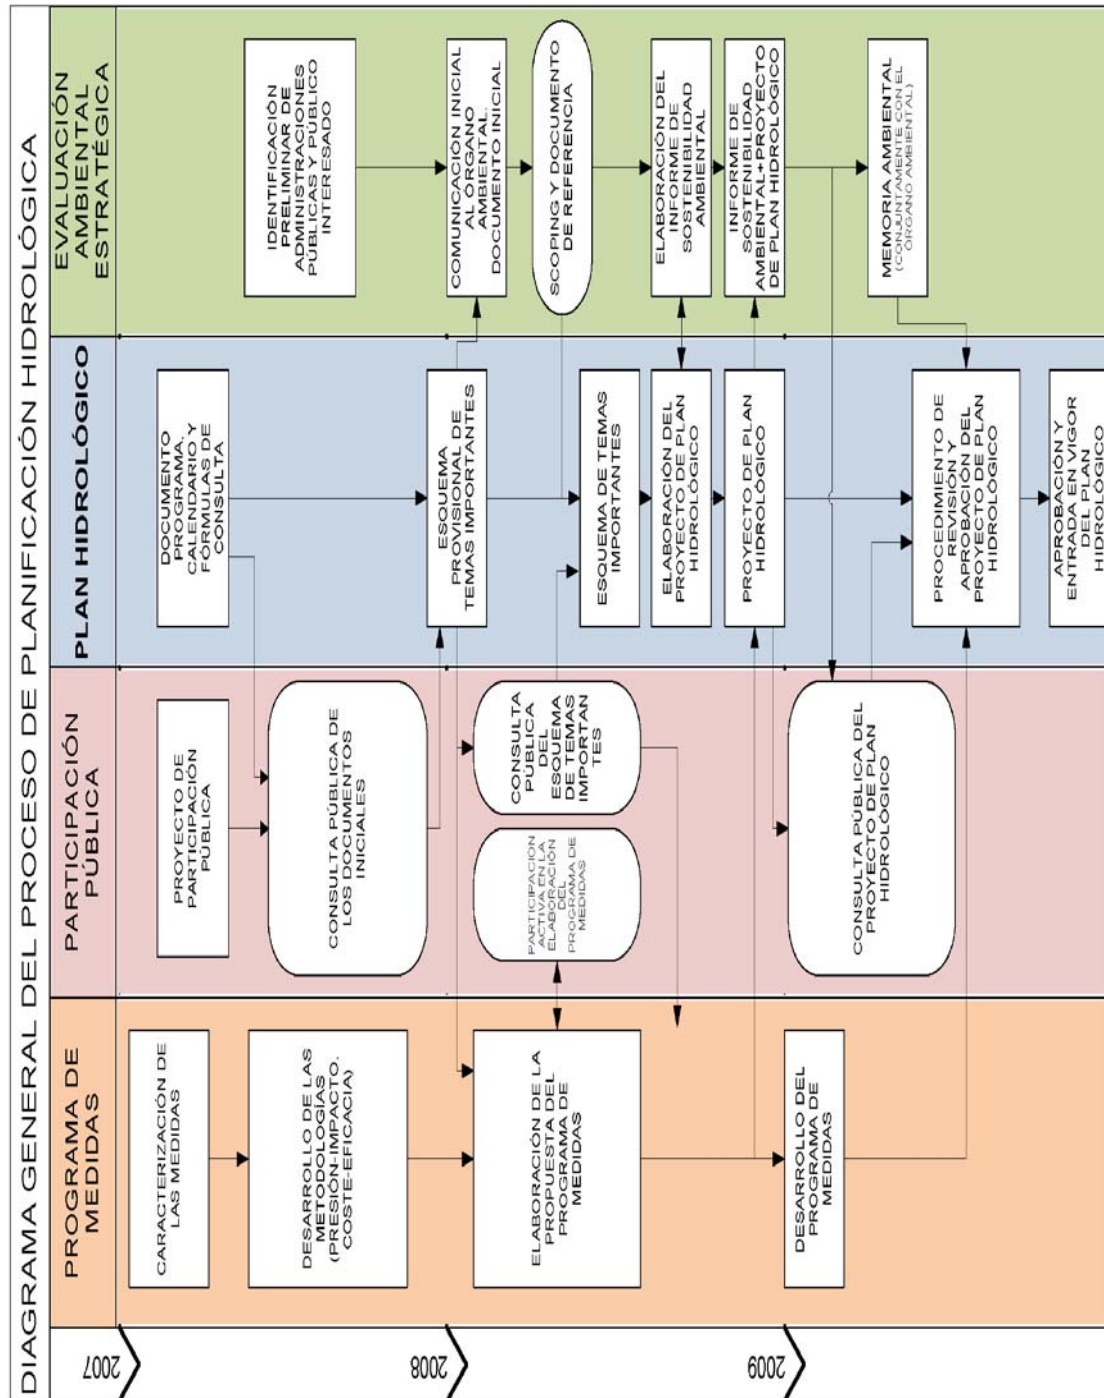 DIAGRAMA GENERAL DEL PROCESO DE PLANIFICACIÓN HIDROLÓGICA
PROGRAMA DE
MEDIDAS
PARTICIPACIÓN
PÚBLICA
PLAN HIDROLÓGICO
EVALUACIÓN
AMBIENTAL
ESTRATÉGICA
2007
2008
2009
CARACTERIZACIÓN DE
LAS MEDIDAS
DESARROLLO DE LAS
METODOLOGÍAS
(PRESIÓN-IMPACTO.
COSTE-EFICACIA)
ELABORACIÓN DE LA
PROPUESTA DEL
PROGRAMA DE
MEDIDAS
DESARROLLO DEL
PROGRAMA DE
MEDIDAS
PROYECTO DE
PARTICIPACIÓN
PÚBLICA
CONSULTA PÚBLICA DE
LOS DOCUMENTOS
INICIALES
PARTICIPACIÓN
ACTIVA EN LA
ELABORACIÓN
DEL
PROGRAMA DE
MEDIDAS
CONSULTA
PÚBLICA
DEL
ESQUEMA
DE TEMAS
IMPORTAN
TES
CONSULTA PÚBLICA DEL
PROYECTO DE PLAN
HIDROLÓGICO
DOCUMENTO
PROGRAMA.
CALENDARIO Y
FÓRMULAS DE
CONSULTA
ESQUEMA
PROVISIONAL DE
TEMAS IMPORTANTES
ESQUEMA DE TEMAS
IMPORTANTES
ELABORACIÓN DEL
PROYECTO DE PLAN
HIDROLÓGICO
PROYECTO DE PLAN
HIDROLÓGICO
PROCEDIMIENTO DE
REVISIÓN Y
APROBACIÓN DEL
PROYECTO DE PLAN
HIDROLÓGICO
APROBACIÓN Y
ENTRADA EN VIGOR
DEL PLAN
HIDROLÓGICO
IDENTIFICACIÓN
PRELIMINAR DE
ADMINISTRACIONES
PÚBLICAS Y PÚBLICO
INTERESADO
COMUNICACIÓN INICIAL
AL ÓRGANO
AMBIENTAL.
DOCUMENTO INICIAL
SCOPING Y DOCUMENTO
DE REFERENCIA
ELABORACIÓN DEL
INFORME DE
SOSTENIBILIDAD
AMBIENTAL
INFORME DE
SOSTENIBILIDAD
AMBIENTAL+PROYECTO
DE PLAN HIDROLÓGICO
MEMORIA AMBIENTAL
(CONJUNTAMENTE CON EL
ÓRGANO AMBIENTAL)